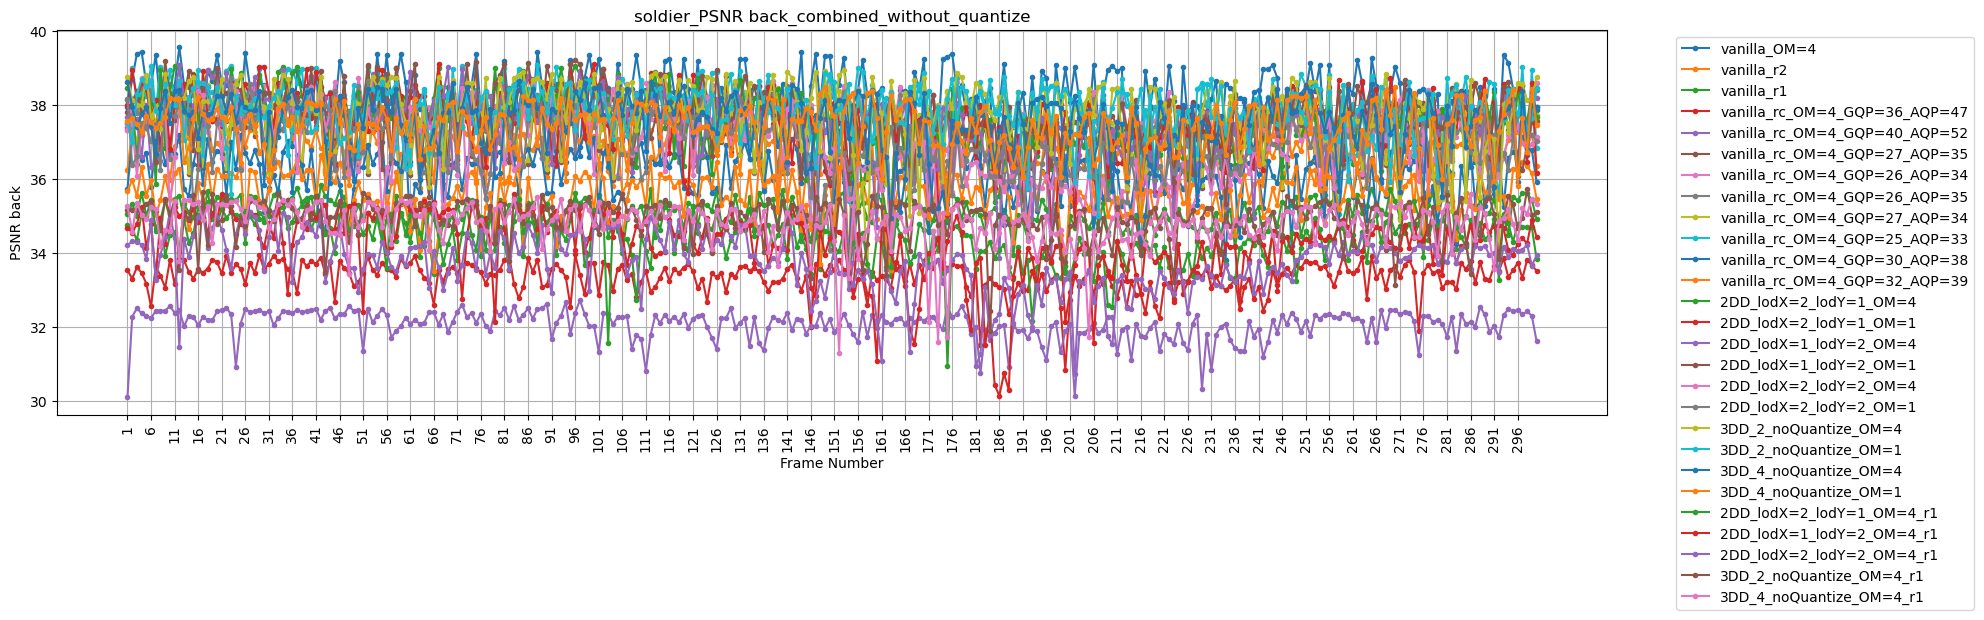 soldier_PSNR back_combined_without_quantize
40
38
36
34
32
30
PSNR back
1
6
11
16
21
26
31
36
41
46
51
56
61
66
71
76
81
86
91
96
101
106
111
116
121
126
131
136
141
146
151
156
161
166
171
176
181
186
191
196
201
206
211
216
221
226
231
236
241
246
251
256
261
266
271
276
281
286
291
296
Frame Number
vanilla_OM=4
vanilla_r2
vanilla_r1
vanilla_rc_OM=4_GQP=36_AQP=47
vanilla_rc_OM=4_GQP=40_AQP=52
vanilla_rc_OM=4_GQP=27_AQP=35
vanilla_rc_OM=4_GQP=26_AQP=34
vanilla_rc_OM=4_GQP=26_AQP=35
vanilla_rc_OM=4_GQP=27_AQP=34
vanilla_rc_OM=4_GQP=25_AQP=33
vanilla_rc_OM=4_GQP=30_AQP=38
vanilla_rc_OM=4_GQP=32_AQP=39
2DD_lodX=2_lodY=1_OM=4
2DD_lodX=2_lodY=1_OM=1
2DD_lodX=1_lodY=2_OM=4
2DD_lodX=1_lodY=2_OM=1
2DD_lodX=2_lodY=2_OM=4
2DD_lodX=2_lodY=2_OM=1
3DD_2_noQuantize_OM=4
3DD_2_noQuantize_OM=1
3DD_4_noQuantize_OM=4
3DD_4_noQuantize_OM=1
2DD_lodX=2_lodY=1_OM=4_r1
2DD_lodX=1_lodY=2_OM=4_r1
2DD_lodX=2_lodY=2_OM=4_r1
3DD_2_noQuantize_OM=4_r1
3DD_4_noQuantize_OM=4_r1